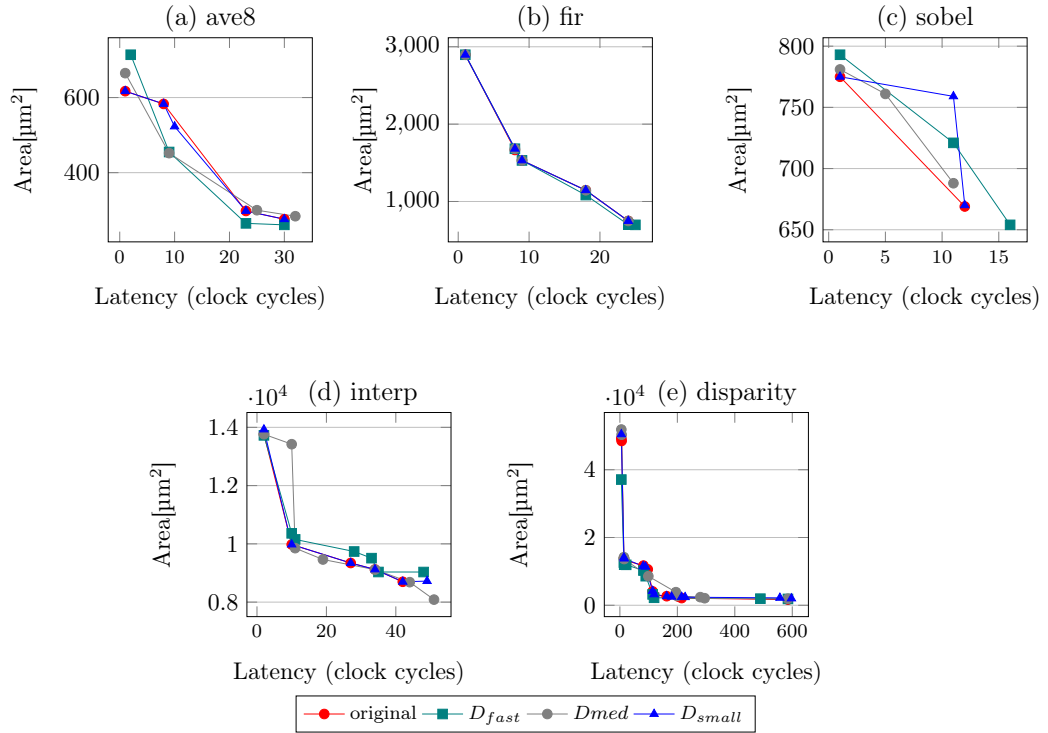 (a) ave8
(b) fir
(c) sobel
Area[µm²]
600
400
0 10 20 30
Latency (clock cycles)
Area[µm²]
3,000
2,000
1,000
0 10 20
Latency (clock cycles)
Area[µm²]
800
750
700
650
0 5 10 15
Latency (clock cycles)
·10⁴ (d) interp
Area[µm²]
1.4
1.2
1
0.8
0 20 40
Latency (clock cycles)
·10⁴ (e) disparity
Area[µm²]
4
2
0
0 200 400 600
Latency (clock cycles)
original D_fast Dmed D_small